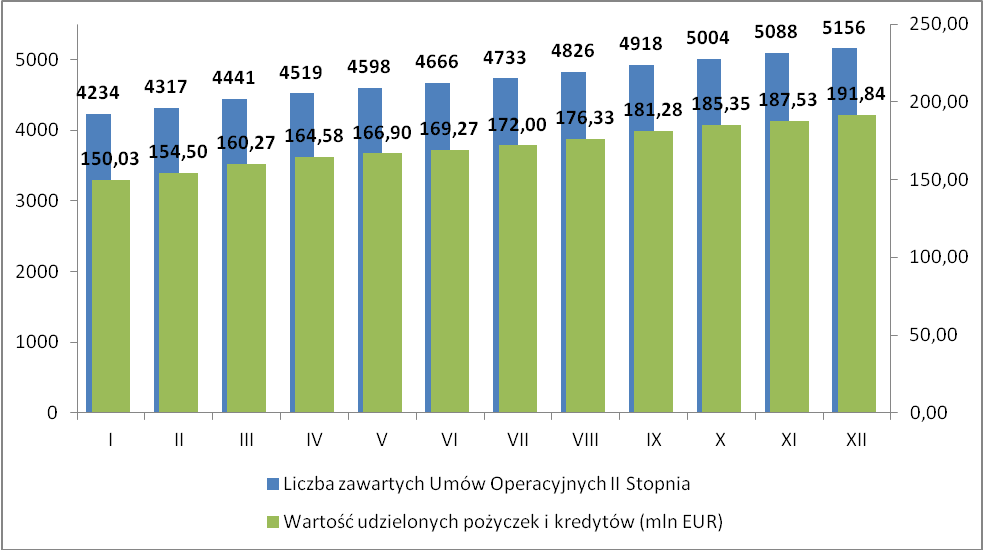 250,00
5000
4234 4317 4441 4519 4598 4666 4733 4826 4918 5004 5088 5156
200,00
4000
150,03 154,50 160,27 164,58 166,90 169,27 172,00 176,33 181,28 185,35 187,53 191,84
3000
150,00
2000
100,00
1000
50,00
0
0,00
I II III IV V VI VII VIII IX X XI XII
Liczba zawartych Umów Operacyjnych II Stopnia
Wartość udzielonych pożyczek i kredytów (mln EUR)